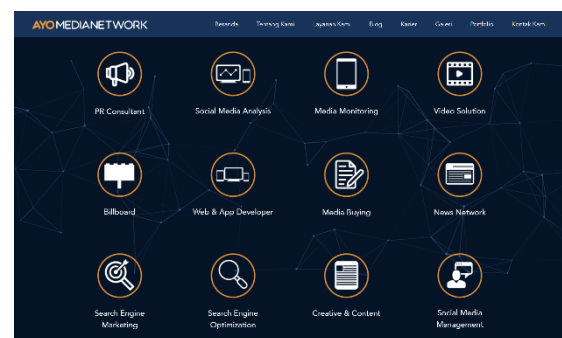 AYOMEDIANETWORK
Beranda Tentang Kami Layanan Kami Blog Karier Galeri Portfolio Kontak Kami
PR Consultant Social Media Analysis Media Monitoring Video Solution
Billboard Web & App Developer Media Buying News Network
Search Engine Marketing
Search Engine Optimization
Creative & Content
Social Media Management